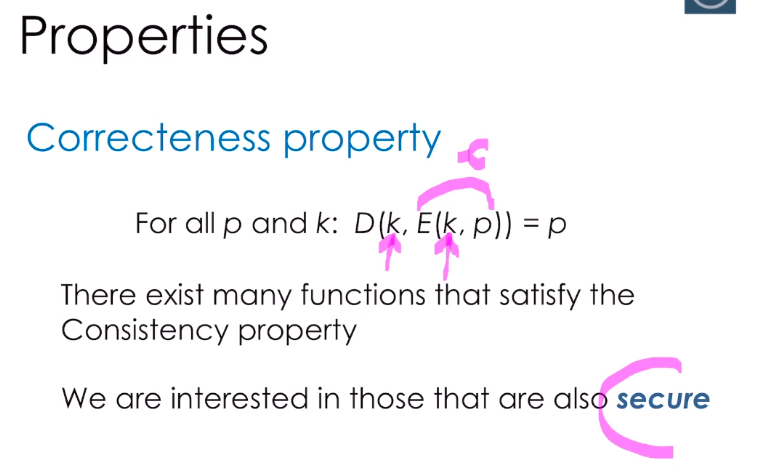 Properties
Correcteness property
c
For all p and k: D(k, E(k, p)) = p
There exist many functions that satisfy the
Consistency property
We are interested in those that are also secure